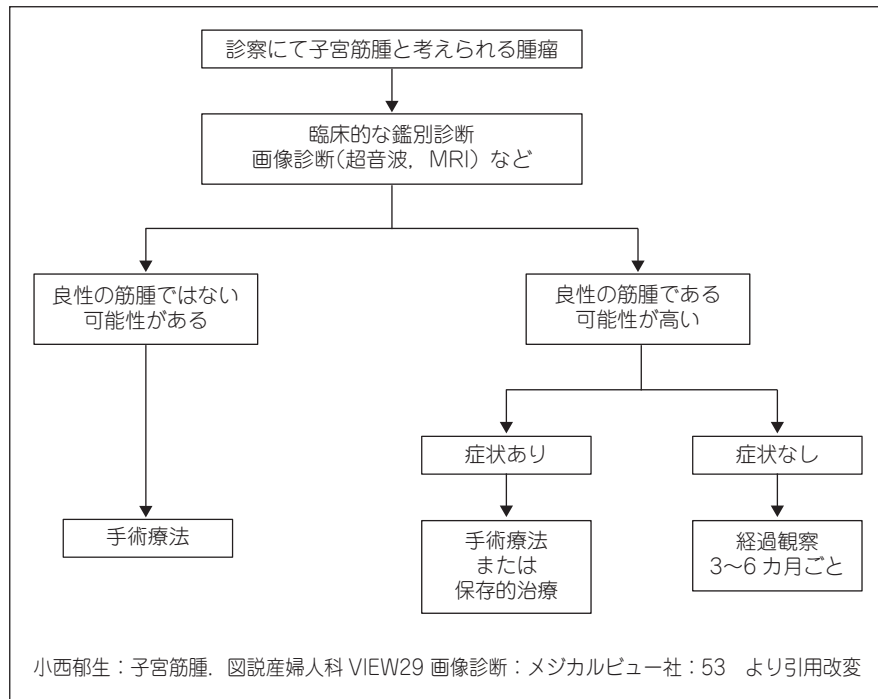 診察にて子宮筋腫と考えられる腫瘤
臨床的な鑑別診断
画像診断(超音波，MRI）など
良性の筋腫ではない
可能性がある
良性の筋腫である
可能性が高い
症状あり
症状なし
手術療法
手術療法
または
保存的治療
経過観察
3〜6 カ月ごと
小西郁生：子宮筋腫．図説産婦人科 VIEW29 画像診断：メジカルビュー社：53　より引用改変